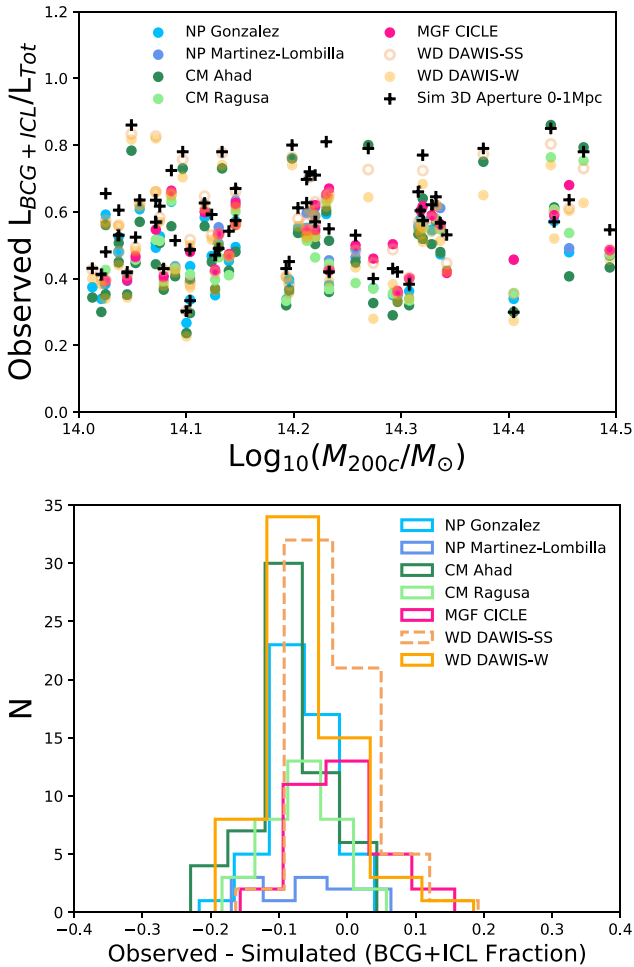 NP Gonzalez
NP Martinez-Lombilla
CM Ahad
CM Ragusa
MGF CICLE
WD DAWIS-SS
WD DAWIS-W
Sim 3D Aperture 0-1Mpc
Observed L_{BCG+ICL}/L_{Tot}
1.2
1.0
0.8
0.6
0.4
0.2
0.0
14.0 14.1 14.2 14.3 14.4 14.5
Log₁₀(M_{200c}/M_⊙)
NP Gonzalez
NP Martinez-Lombilla
CM Ahad
CM Ragusa
MGF CICLE
WD DAWIS-SS
WD DAWIS-W
N
35
30
25
20
15
10
5
0
−0.4 −0.3 −0.2 −0.1 0.0 0.1 0.2 0.3 0.4
Observed - Simulated (BCG+ICL Fraction)